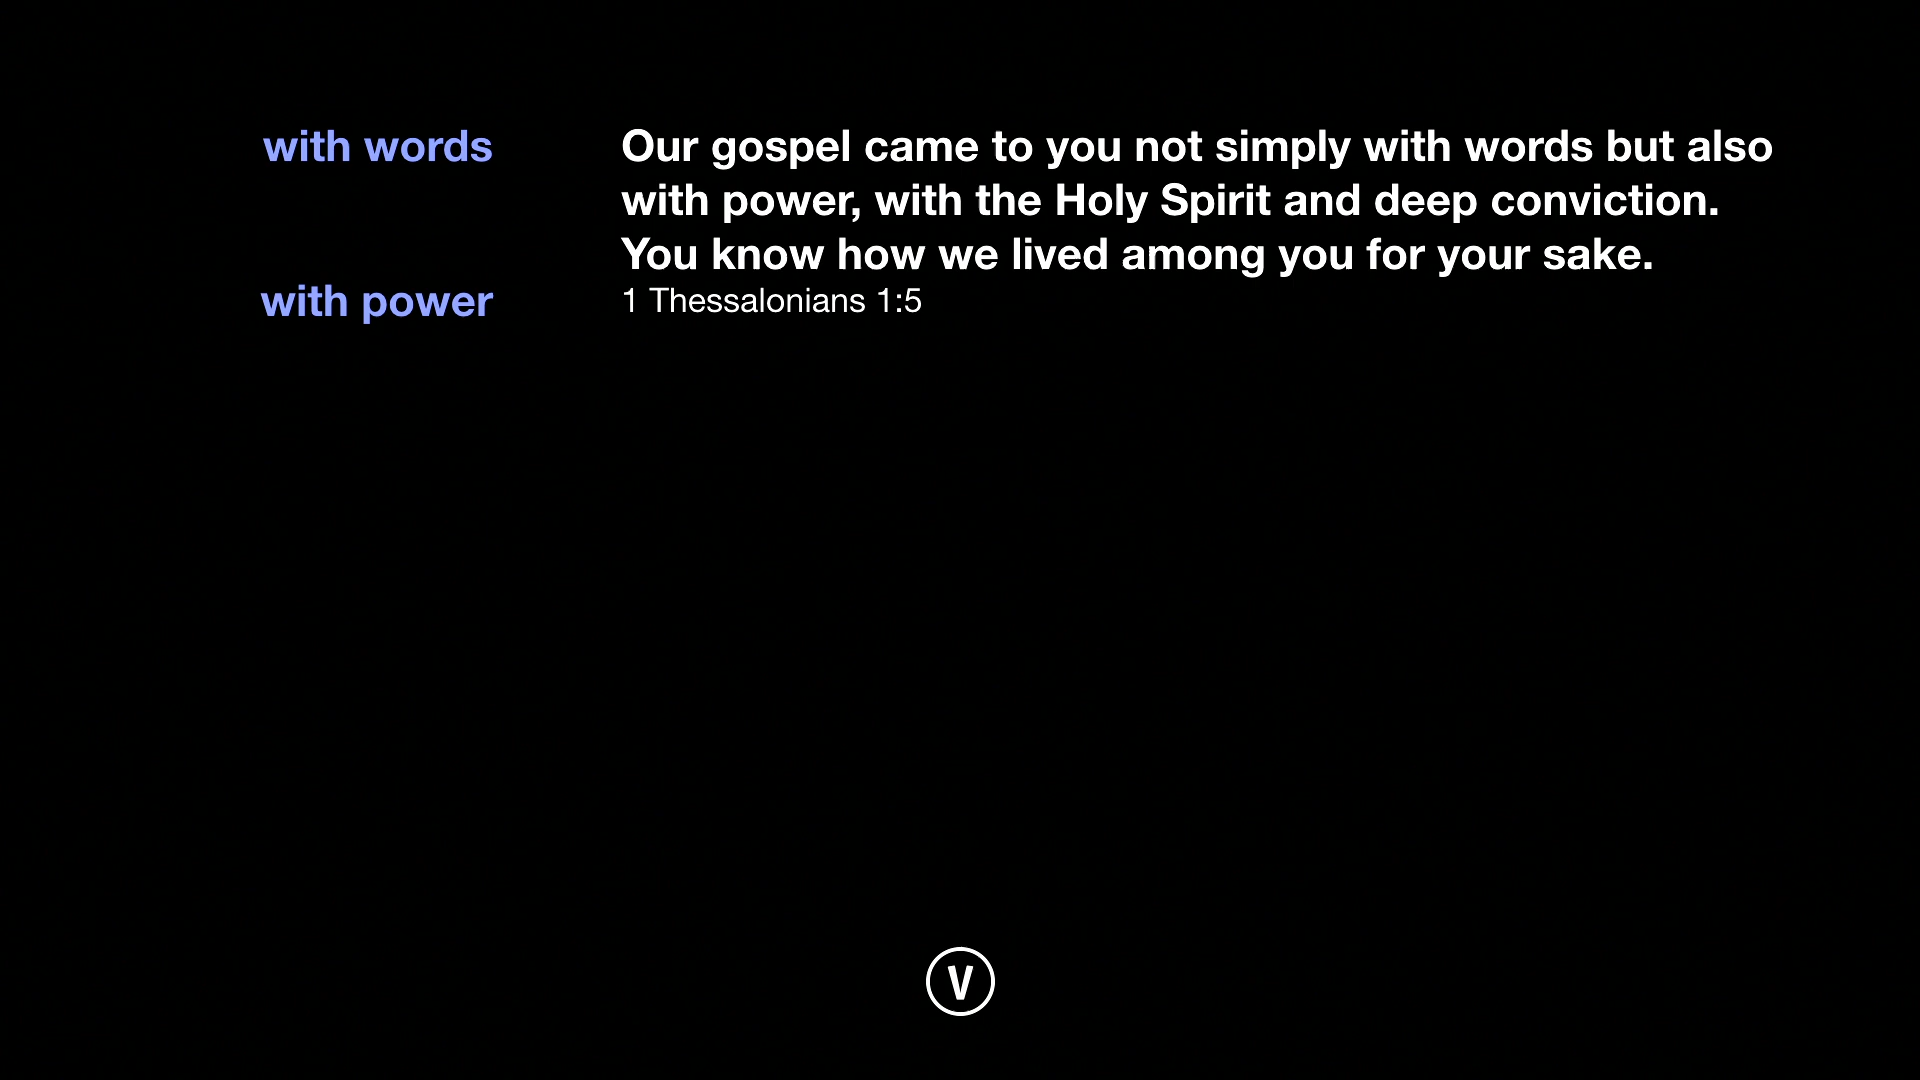 with words
Our gospel came to you not simply with words but also
with power, with the Holy Spirit and deep conviction.
You know how we lived among you for your sake.
with power
1 Thessalonians 1:5
V